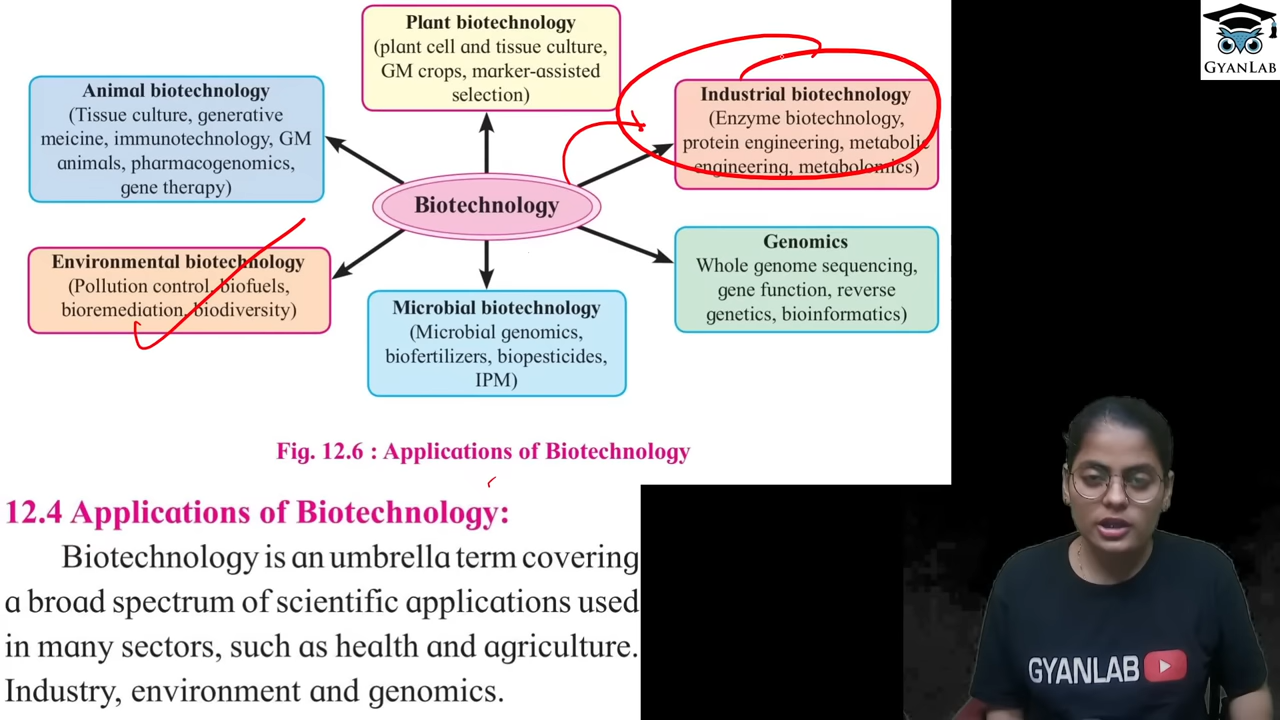 Plant biotechnology
(plant cell and tissue culture,
GM crops, marker-assisted
selection)
Animal biotechnology
(Tissue culture, generative
meicine, immunotechnology, GM
animals, pharmacogenomics,
gene therapy)
Industrial biotechnology
(Enzyme biotechnology,
protein engineering, metabolic
engineering, metabolomics)
Biotechnology
Environmental biotechnology
(Pollution control, biofuels,
bioremediation, biodiversity)
Genomics
Whole genome sequencing,
gene function, reverse
genetics, bioinformatics)
Microbial biotechnology
(Microbial genomics,
biofertilizers, biopesticides,
IPM)
Fig. 12.6 : Applications of Biotechnology
12.4 Applications of Biotechnology:
Biotechnology is an umbrella term covering
a broad spectrum of scientific applications used
in many sectors, such as health and agriculture.
Industry, environment and genomics.
GYANLAB
GYANLAB